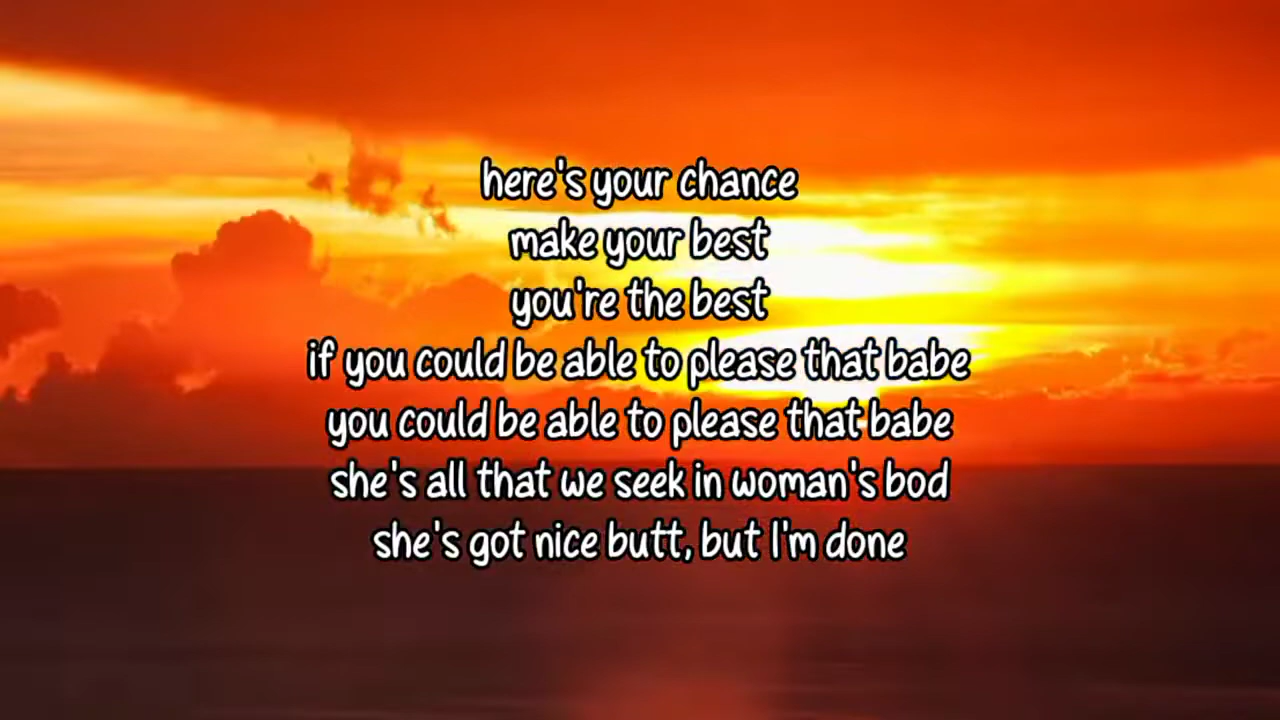 here's your chance
make your best
you're the best
if you could be able to please that babe
you could be able to please that babe
she's all that we seek in woman's bod
she's got nice butt, but I'm done